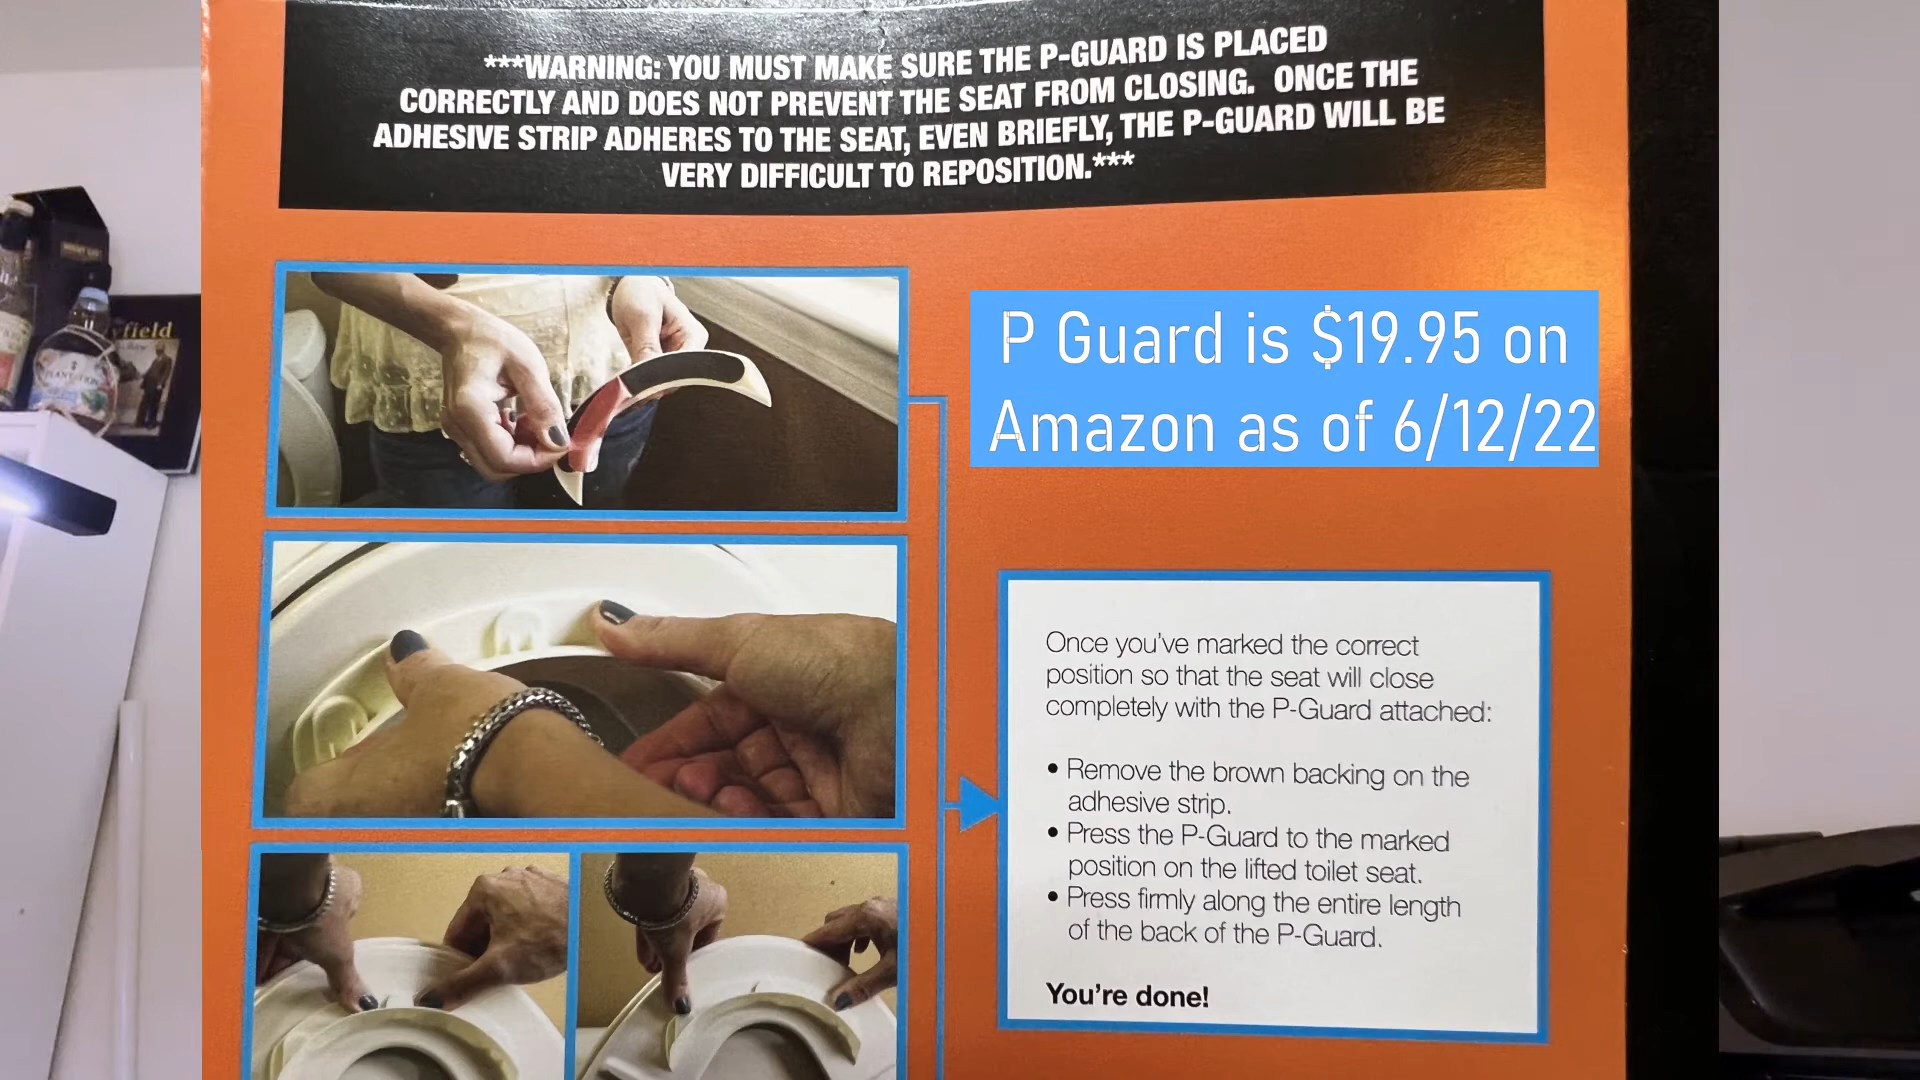 ***WARNING: YOU MUST MAKE SURE THE P-GUARD IS PLACED
CORRECTLY AND DOES NOT PREVENT THE SEAT FROM CLOSING. ONCE THE
ADHESIVE STRIP ADHERES TO THE SEAT, EVEN BRIEFLY, THE P-GUARD WILL BE
VERY DIFFICULT TO REPOSITION.***
P Guard is $19.95 on
Amazon as of 6/12/22
yfield
Once you've marked the correct
position so that the seat will close
completely with the P-Guard attached:
• Remove the brown backing on the
adhesive strip.
• Press the P-Guard to the marked
position on the lifted toilet seat.
• Press firmly along the entire length
of the back of the P-Guard.
You're done!